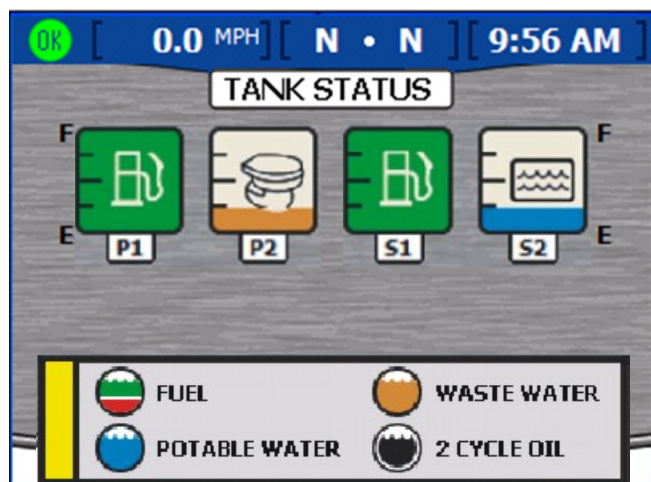 OK 0.0 MPH N • N 9:56 AM
TANK STATUS
F F
E E
P1 P2 S1 S2
FUEL WASTE WATER
POTABLE WATER 2 CYCLE OIL